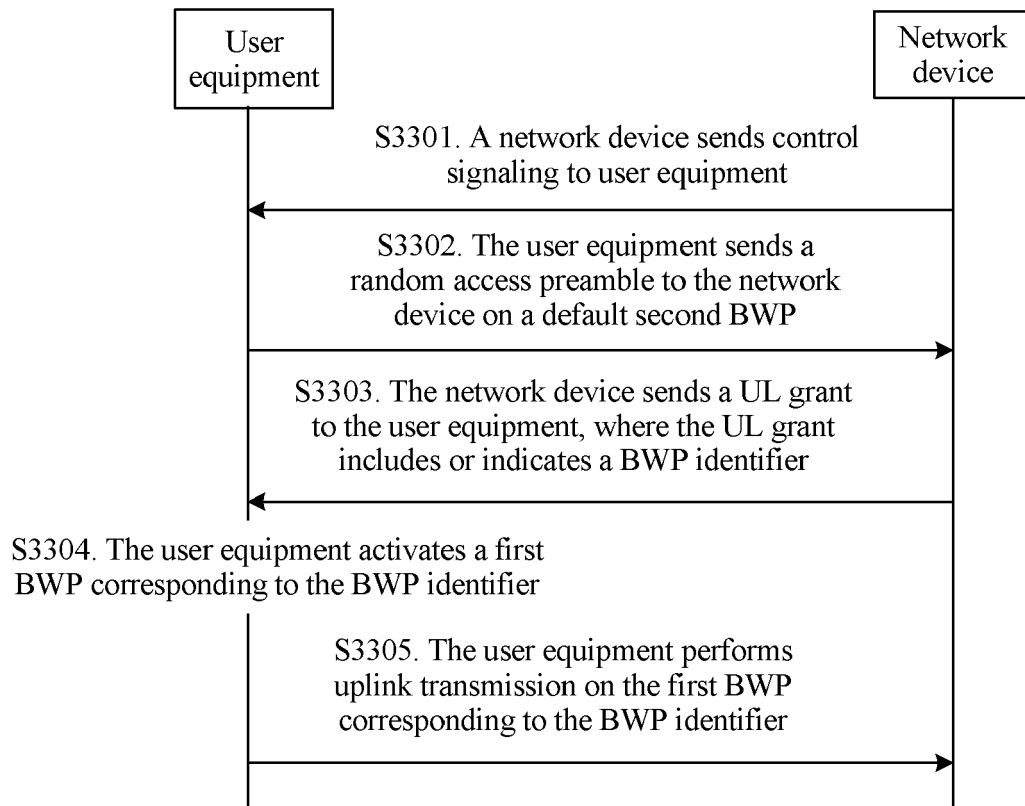 User
equipment
Network
device
S3301. A network device sends control
signaling to user equipment
S3302. The user equipment sends a
random access preamble to the network
device on a default second BWP
S3303. The network device sends a UL grant
to the user equipment, where the UL grant
includes or indicates a BWP identifier
S3304. The user equipment activates a first
BWP corresponding to the BWP identifier
S3305. The user equipment performs
uplink transmission on the first BWP
corresponding to the BWP identifier